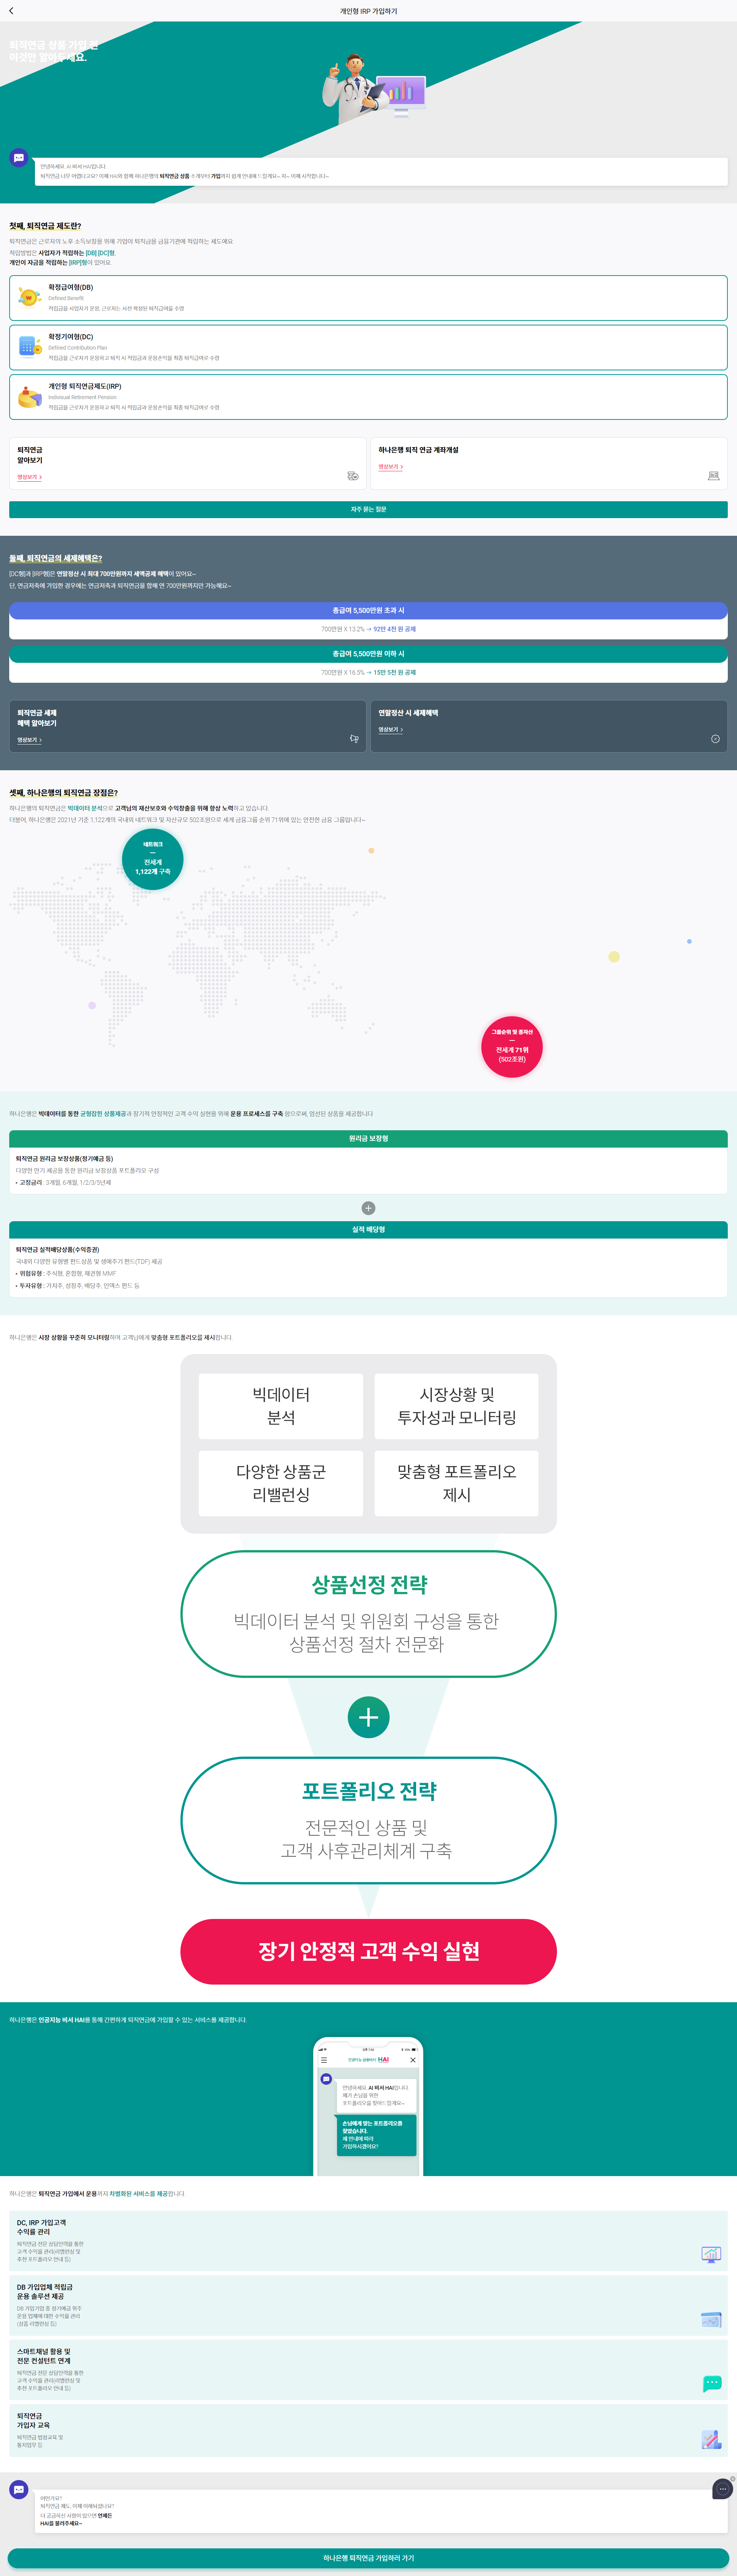 개인형 IRP 가입하기
퇴직연금 상품 가입 전
이것만 알아두세요.
안녕하세요. AI 비서 HAI입니다.
퇴직연금 너무 어렵다고요? 이제 HAI와 함께 하나은행의 퇴직연금 상품 소개부터 가입까지 쉽게 안내해 드릴게요~ 자~ 이제 시작합니다~
첫째, 퇴직연금 제도란?
퇴직연금은 근로자의 노후 소득보장을 위해 기업이 퇴직금을 금융기관에 적립하는 제도예요.
적립방법은 사업자가 적립하는 [DB] [DC]형,
개인이 자금을 적립하는 [IRP]형이 있어요.
확정급여형(DB)
Defined Benefit
적립금을 사업자가 운용, 근로자는 사전 확정된 퇴직급여를 수령
확정기여형(DC)
Defined Contribution Plan
적립금을 근로자가 운용하고 퇴직 시 적립금과 운용손익을 최종 퇴직급여로 수령
개인형 퇴직연금제도(IRP)
Individual Retirement Pension
적립금을 근로자가 운용하고 퇴직 시 적립금과 운용손익을 최종 퇴직급여로 수령
퇴직연금
알아보기
영상보기
하나은행 퇴직 연금 계좌개설
영상보기
자주 묻는 질문
둘째, 퇴직연금의 세제혜택은?
[DC형]과 [IRP형]은 연말정산 시 최대 700만원까지 세액공제 혜택이 있어요~
단, 연금저축에 가입한 경우에는 연금저축과 퇴직연금을 합해 연 700만원까지만 가능해요~
총급여 5,500만원 초과 시
700만원 X 13.2% → 92만 4천 원 공제
총급여 5,500만원 이하 시
700만원 X 16.5% → 15만 5천 원 공제
퇴직연금 세제
혜택 알아보기
영상보기
연말정산 시 세제혜택
영상보기
셋째, 하나은행의 퇴직연금 장점은?
하나은행의 퇴직연금은 빅데이터 분석으로 고객님의 재산보호와 수익창출을 위해 항상 노력하고 있습니다.
더불어, 하나은행은 2021년 기준 1,122개의 국내외 네트워크 및 자산규모 502조원으로 세계 금융그룹 순위 71위에 있는 안전한 금융 그룹입니다~
네트워크
전세계
1,122개 구축
그룹순위 및 총자산
전세계 71위
(502조원)
하나은행은 빅데이터를 통한 균형잡힌 상품제공과 장기적 안정적인 고객 수익 실현을 위해 운용 프로세스를 구축 함으로써, 엄선된 상품을 제공합니다.
원리금 보장형
퇴직연금 원리금 보장상품(정기예금 등)
다양한 만기 제공을 통한 원리금 보장상품 포트폴리오 구성
• 고정금리 : 3개월, 6개월, 1/2/3/5년제
실적 배당형
퇴직연금 실적배당상품(수익증권)
국내외 다양한 유형별 펀드상품 및 생애주기 펀드(TDF) 제공
• 위험유형 : 주식형, 혼합형, 채권형 MMF
• 투자유형 : 가치주, 성장주, 배당주, 인덱스 펀드 등
하나은행은 시장 상황을 꾸준히 모니터링하여 고객님에게 맞춤형 포트폴리오를 제시합니다.
빅데이터
분석
시장상황 및
투자성과 모니터링
다양한 상품군
리밸런싱
맞춤형 포트폴리오
제시
상품선정 전략
빅데이터 분석 및 위원회 구성을 통한
상품선정 절차 전문화
포트폴리오 전략
전문적인 상품 및
고객 사후관리체계 구축
장기 안정적 고객 수익 실현
하나은행은 인공지능 비서 HAI를 통해 간편하게 퇴직연금에 가입할 수 있는 서비스를 제공합니다.
인공지능 금융비서 HAI
안녕하세요. AI 비서 HAI입니다.
제가 손님을 위한
포트폴리오를 찾아드릴게요~
손님에게 맞는 포트폴리오를
찾았습니다.
제 안내에 따라
가입하시겠어요?
하나은행은 퇴직연금 가입에서 운용까지 차별화된 서비스를 제공합니다.
DC, IRP 가입고객
수익률 관리
퇴직연금 전문 상담인력을 통한
고객 수익률 관리(리밸런싱 및
추천 포트폴리오 안내 등)
DB 가입업체 적립금
운용 솔루션 제공
DB 가입기업 중 정기예금 위주
운용 업체에 대한 수익률 관리
(상품 리밸런싱 등)
스마트채널 활용 및
전문 컨설턴트 연계
퇴직연금 전문 상담인력을 통한
고객 수익률 관리(리밸런싱 및
추천 포트폴리오 안내 등)
퇴직연금
가입자 교육
퇴직연금 법정교육 및
동차업무 등
어떤가요?
퇴직연금 제도, 이제 이해되셨나요?
더 궁금하신 사항이 있으면 언제든
HAI를 불러주세요~
하나은행 퇴직연금 가입하러 가기